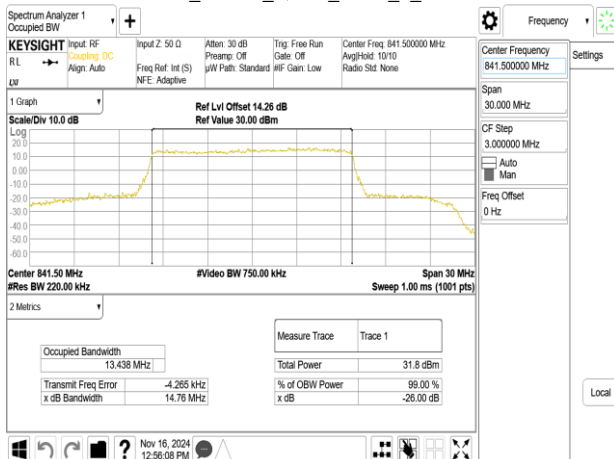 Spectrum Analyzer 1
Occupied BW
+
Frequency
KEYSIGHT
RL
Input: RF
Coupling: DC
Align: Auto
Input Z: 50 Ω
Freq Ref: Int (S)
NFE: Adaptive
Atten: 30 dB
Preamp: Off
µW Path: Standard
Trig: Free Run
Gate: Off
#IF Gain: Low
Center Freq: 841.500000 MHz
Avg|Hold: 10/10
Radio Std: None
Center Frequency
841.500000 MHz
Settings
Span
30.000 MHz
CF Step
3.000000 MHz
Auto
Man
Freq Offset
0 Hz
Local
1 Graph
Scale/Div 10.0 dB
Ref Lvl Offset 14.26 dB
Ref Value 30.00 dBm
Log
20.0
10.0
0.00
-10.0
-20.0
-30.0
-40.0
-50.0
-60.0
Center 841.50 MHz
#Video BW 750.00 kHz
Span 30 MHz
#Res BW 220.00 kHz
Sweep 1.00 ms (1001 pts)
2 Metrics
Measure Trace
Trace 1
Occupied Bandwidth
13.438 MHz
Total Power
31.8 dBm
Transmit Freq Error
-4.265 kHz
% of OBW Power
99.00 %
x dB Bandwidth
14.76 MHz
x dB
-26.00 dB
?
Nov 16, 2024
12:56:08 PM